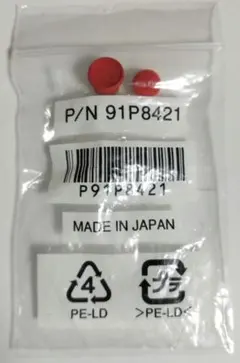 P/N 91P8421
P91P8421
MADE IN JAPAN
4
プラ
PE-LD
>PE-LD<